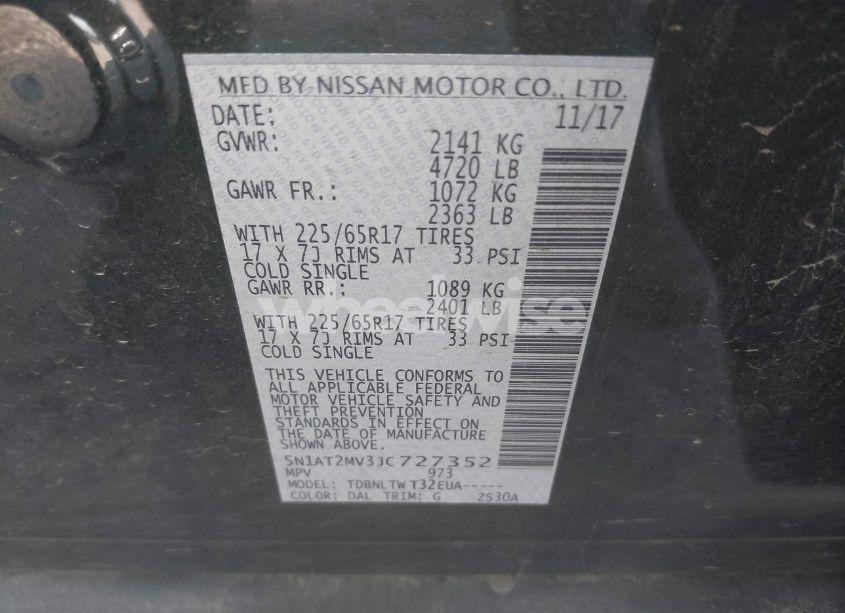 MFD BY NISSAN MOTOR CO., LTD.
DATE: 11/17
GVWR: 2141 KG
4720 LB
GAWR FR.: 1072 KG
2363 LB
WITH 225/65R17 TIRES
17 X 7J RIMS AT 33 PSI
COLD SINGLE
GAWR RR.: 1089 KG
2401 LB
WITH 225/65R17 TIRES
17 X 7J RIMS AT 33 PSI
COLD SINGLE
THIS VEHICLE CONFORMS TO
ALL APPLICABLE FEDERAL
MOTOR VEHICLE SAFETY AND
THEFT PREVENTION
STANDARDS IN EFFECT ON
THE DATE OF MANUFACTURE
SHOWN ABOVE.
5N1AT2MV3JC727352
MPV 973
MODEL: TDBNLTW T32EUA-----
COLOR: DAL TRIM: G ZS30A
wheelwise